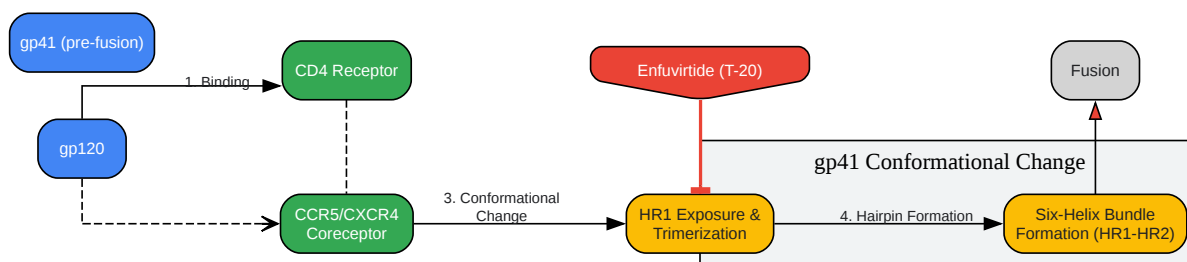 gp41 (pre-fusion)
CD4 Receptor
Enfuvirtide (T-20)
Fusion
1. Binding
gp120
gp41 Conformational Change
CCR5/CXCR4
Coreceptor
3. Conformational
Change
HR1 Exposure &
Trimerization
4. Hairpin Formation
Six-Helix Bundle
Formation (HR1-HR2)